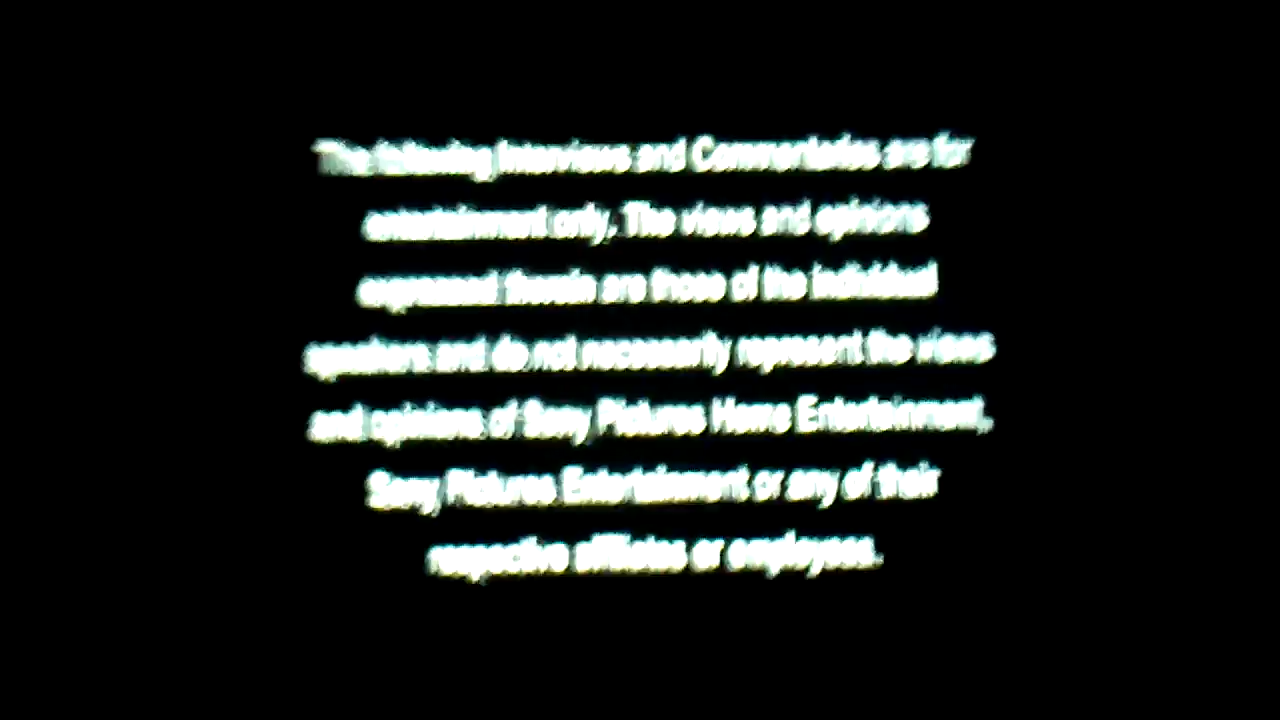 The following Interviews and Commentaries are for
entertainment only. The views and opinions
expressed therein are those of the individual
speakers and do not necessarily represent the views
and opinions of Sony Pictures Home Entertainment,
Sony Pictures Entertainment or any of their
respective affiliates or employees.